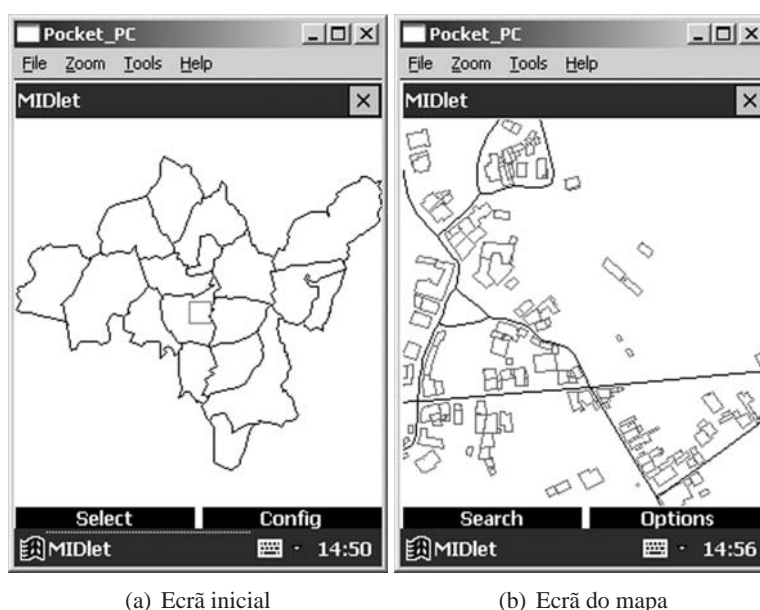 Pocket_PC
File Zoom Tools Help
MIDlet
Select Config
MIDlet 14:50
(a) Ecrã inicial
Pocket_PC
File Zoom Tools Help
MIDlet
Search Options
MIDlet 14:56
(b) Ecrã do mapa